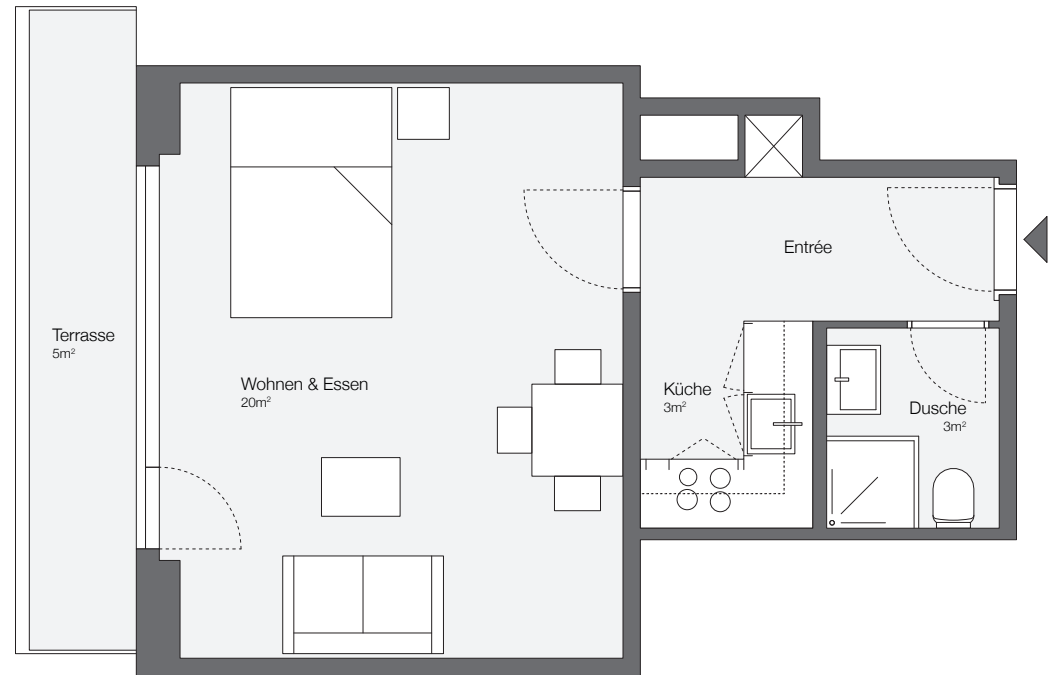 Terrasse
5m²
Wohnen & Essen
20m²
Entrée
Küche
3m²
Dusche
3m²